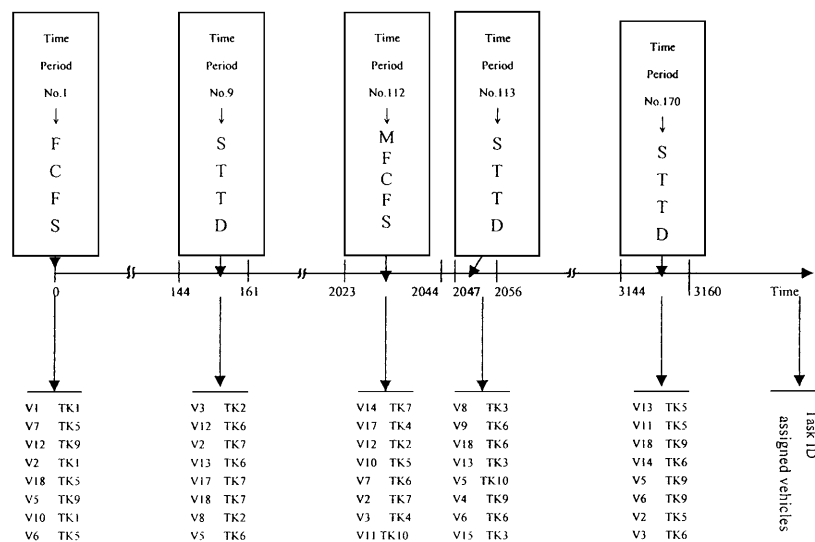 Time
Period
No.1
F
C
F
S
Time
Period
No.9
S
T
T
D
Time
Period
No.112
M
F
C
F
S
Time
Period
No.113
S
T
T
D
Time
Period
No.170
S
T
T
D
0 144 161 2023 2044 2047 2056 3144 3160 Time
V1 TK1
V7 TK5
V12 TK9
V2 TK1
V18 TK5
V5 TK9
V10 TK1
V6 TK5
V3 TK2
V12 TK6
V2 TK7
V13 TK6
V17 TK7
V18 TK7
V8 TK2
V5 TK6
V14 TK7
V17 TK4
V12 TK2
V10 TK5
V7 TK6
V2 TK7
V3 TK4
V11 TK10
V8 TK3
V9 TK6
V18 TK6
V13 TK3
V5 TK10
V4 TK9
V6 TK6
V15 TK3
V13 TK5
V11 TK5
V18 TK9
V14 TK6
V5 TK9
V6 TK9
V2 TK5
V3 TK6
Task ID
assigned vehicles